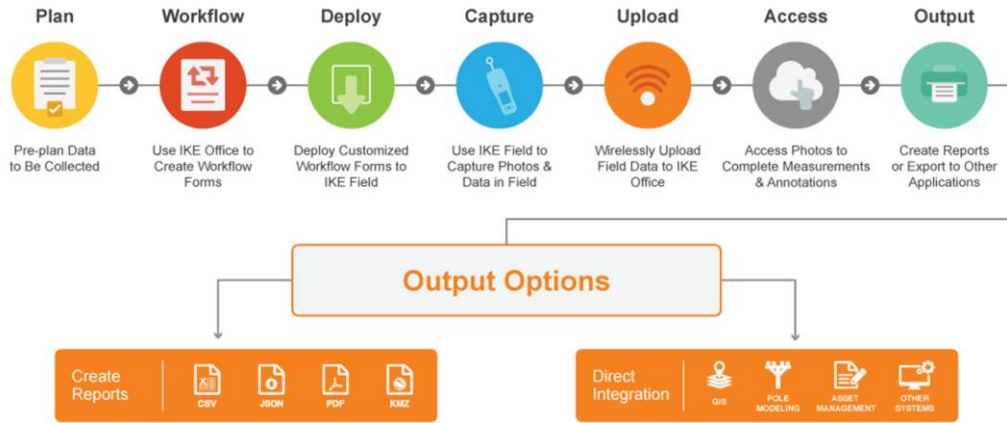 Plan
Workflow
Deploy
Capture
Upload
Access
Output
Pre-plan Data
to Be Collected
Use IKE Office to
Create Workflow
Forms
Deploy Customized
Workflow Forms to
IKE Field
Use IKE Field to
Capture Photos &
Data in Field
Wirelessly Upload
Field Data to IKE
Office
Access Photos to
Complete Measurements
& Annotations
Create Reports
or Export to Other
Applications
Output Options
Create
Reports
CSV
JSON
PDF
KMZ
Direct
Integration
GIS
POLE
MODELING
ASSET
MANAGEMENT
OTHER
SYSTEMS